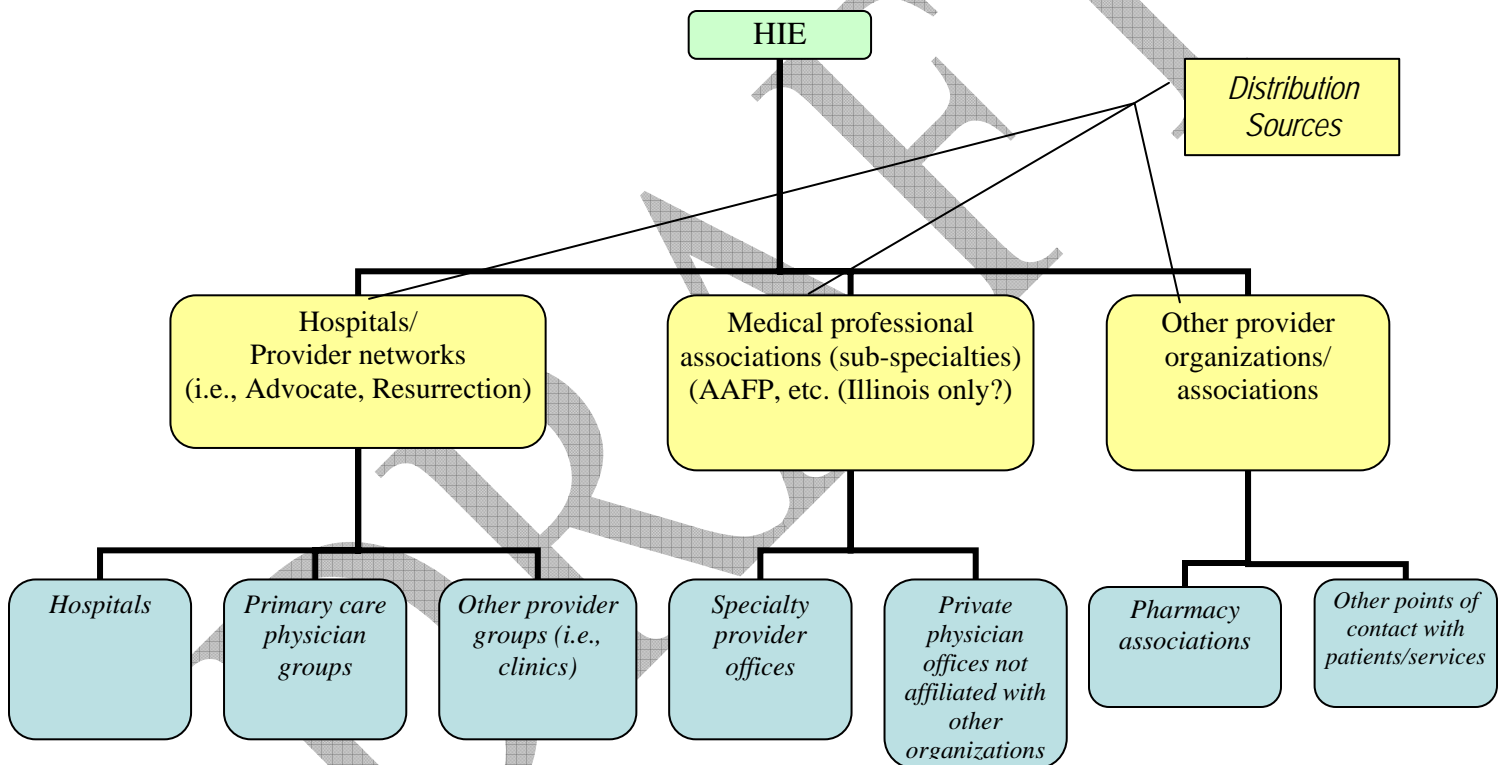 HIE
Distribution
Sources
Hospitals/
Provider networks
(i.e., Advocate, Resurrection)
Medical professional
associations (sub-specialties)
(AAFP, etc. (Illinois only?)
Other provider
organizations/
associations
Hospitals
Primary care
physician
groups
Other provider
groups (i.e.,
clinics)
Specialty
provider
offices
Private
physician
offices not
affiliated with
other
organizations
Pharmacy
associations
Other points of
contact with
patients/services
DRAFT